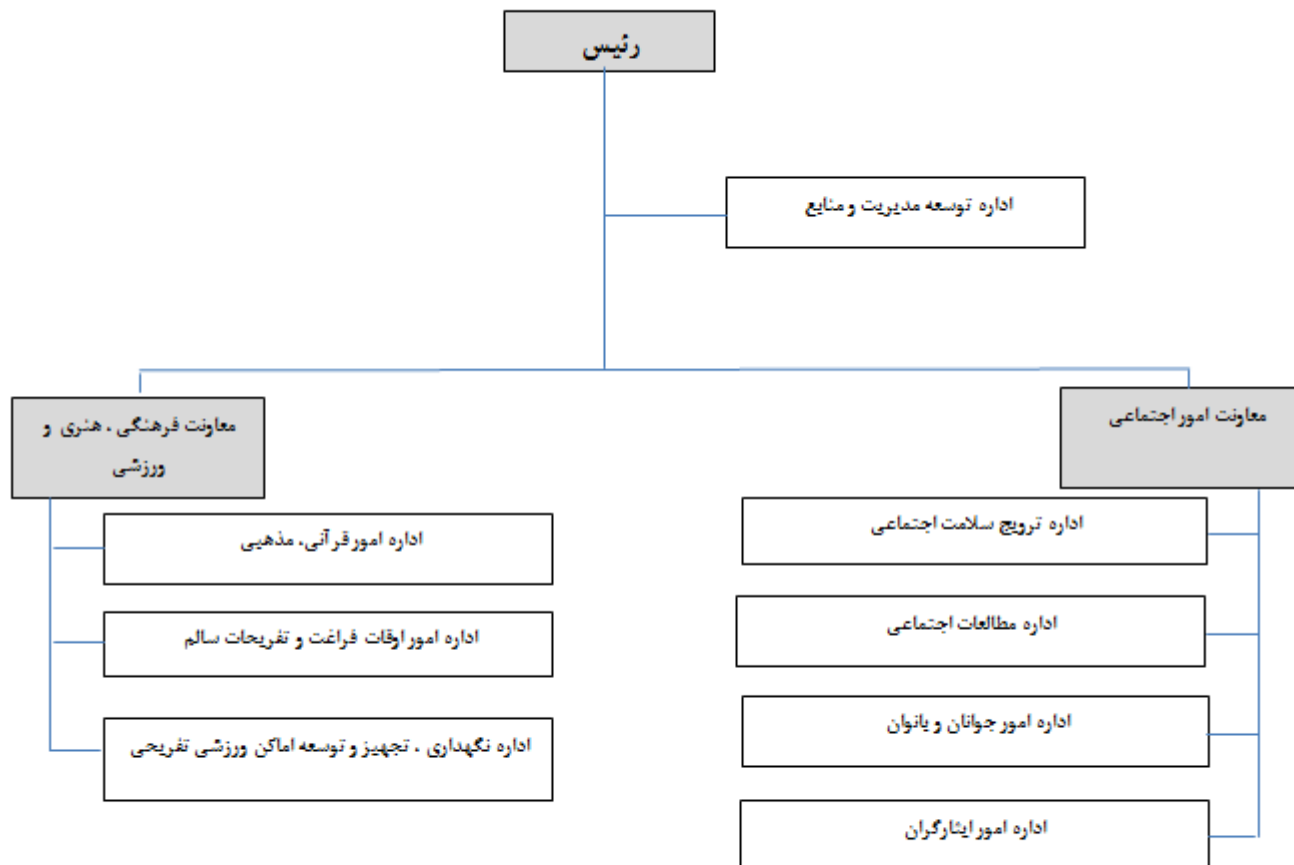 رئیس
اداره توسعه مدیریت و منابع
معاونت امور اجتماعی
معاونت فرهنگی ، هنری و
ورزشی
اداره ترویج سلامت اجتماعی
اداره مطالعات اجتماعی
اداره امور جوانان و بانوان
اداره امور ایثارگران
اداره امور قرآنی، مذهبی
اداره امور اوقات فراغت و تفریحات سالم
اداره نگهداری ، تجهیز و توسعه اماکن ورزشی تفریحی